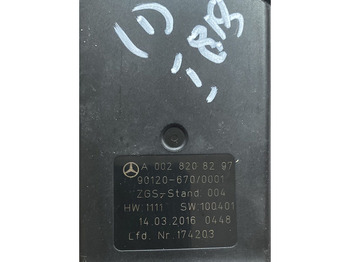 (1)
A 002 820 82 97
90120-670/0001
ZGS-Stand: 004
HW:1111 SW:100401
14.03.2016 0448
Lfd. Nr.174203